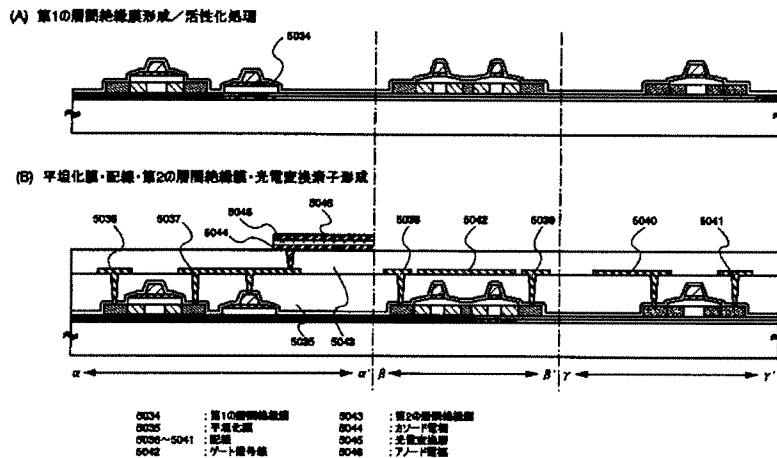 (A) 第1の層間絶縁膜形成／活性化処理
5034
(B) 平坦化膜・配線・第2の層間絶縁膜・光電変換素子形成
5036 5037 5044 5045 5046 5038 5042 5039 5040 5041
5035 5043
α α' β β' γ γ'
5034 : 第1の層間絶縁膜
5035 : 平坦化膜
5036～5041 : 配線
5042 : ゲート信号線
5043 : 第2の層間絶縁膜
5044 : カソード電極
5045 : 光電変換層
5046 : アノード電極